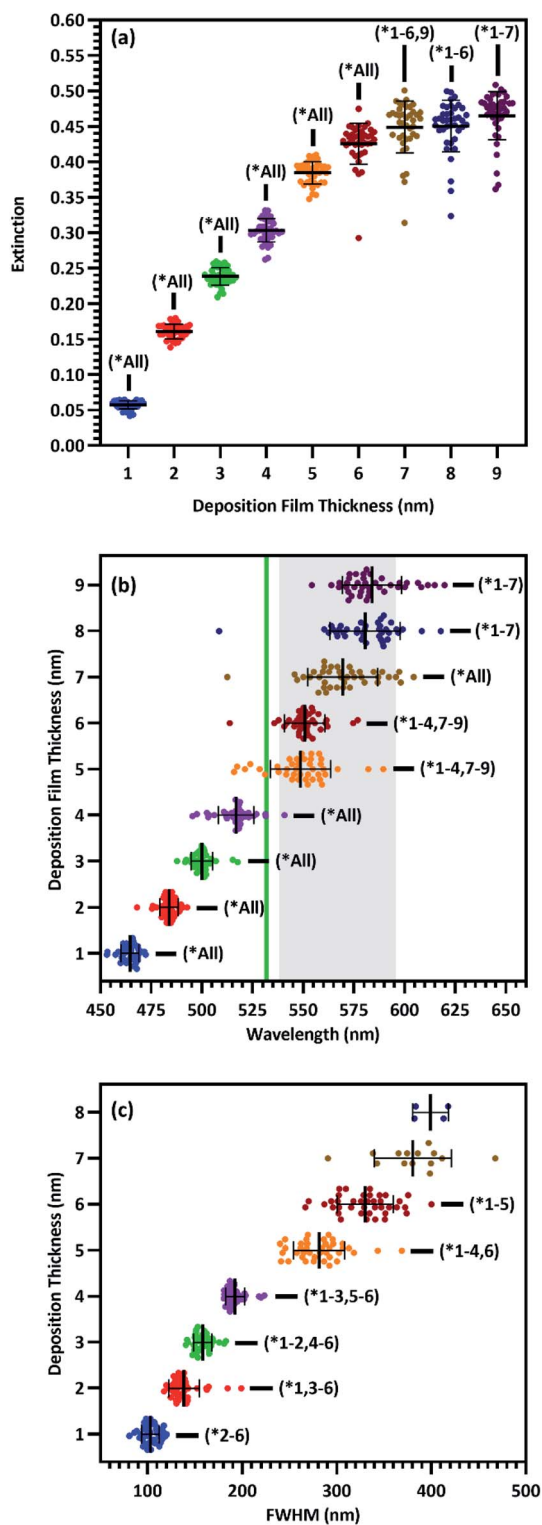 (a)
Extinction
0.60
0.55
0.50
0.45
0.40
0.35
0.30
0.25
0.20
0.15
0.10
0.05
0.00
(*All)
(*All)
(*All)
(*All)
(*All)
(*All)
(*1-6,9)
(*1-6)
(*1-7)
1 2 3 4 5 6 7 8 9
Deposition Film Thickness (nm)
(b)
Deposition Film Thickness (nm)
9 (*1-7)
8 (*1-7)
7 (*All)
6 (*1-4,7-9)
5 (*1-4,7-9)
4 (*All)
3 (*All)
2 (*All)
1 (*All)
450 475 500 525 550 575 600 625 650
Wavelength (nm)
(c)
Deposition Thickness (nm)
8
7
6 (*1-5)
5 (*1-4,6)
4 (*1-3,5-6)
3 (*1-2,4-6)
2 (*1,3-6)
1 (*2-6)
100 200 300 400 500
FWHM (nm)